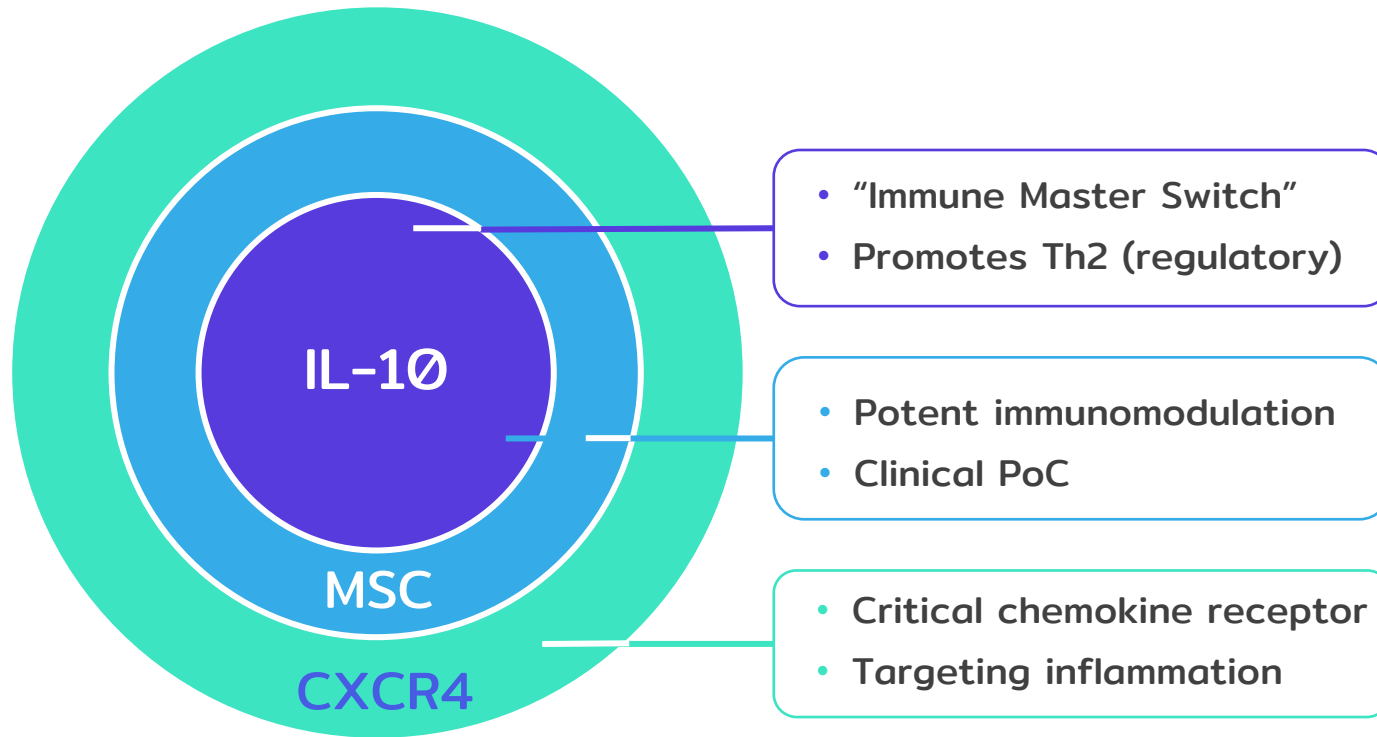 IL-10
MSC
CXCR4
• “Immune Master Switch”
• Promotes Th2 (regulatory)
• Potent immunomodulation
• Clinical PoC
• Critical chemokine receptor
• Targeting inflammation